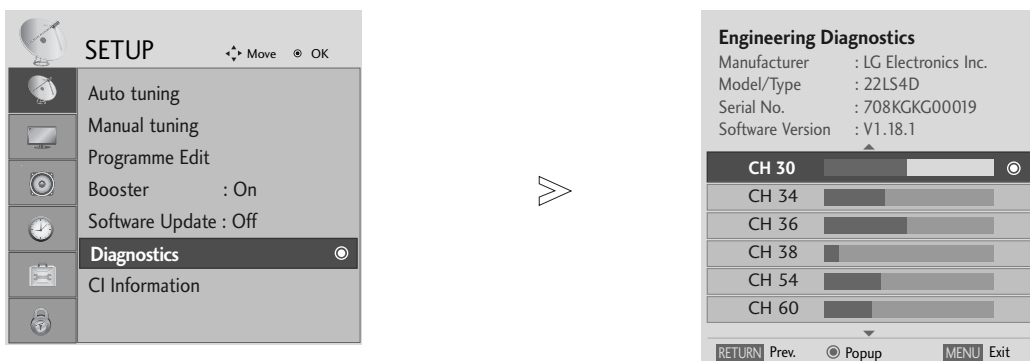 SETUP
Move OK
Auto tuning
Manual tuning
Programme Edit
Booster : On
Software Update : Off
Diagnostics
CI Information
Engineering Diagnostics
Manufacturer : LG Electronics Inc.
Model/Type : 22LS4D
Serial No. : 708KGKG00019
Software Version : V1.18.1
CH 30
CH 34
CH 36
CH 38
CH 54
CH 60
RETURN Prev. Popup MENU Exit